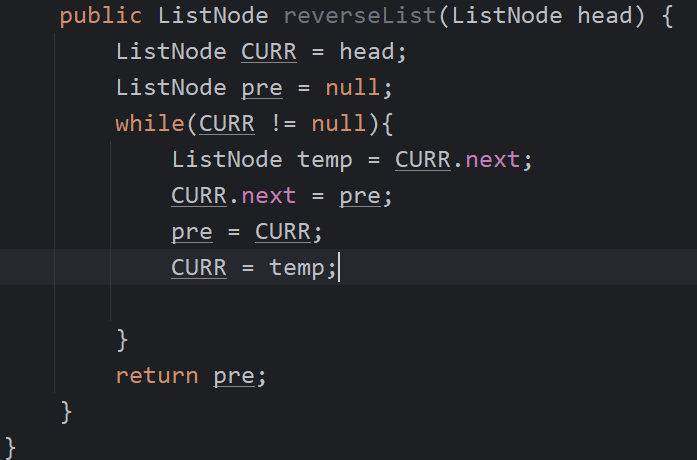 public ListNode reverseList(ListNode head) {
ListNode CURR = head;
ListNode pre = null;
while(CURR != null){
ListNode temp = CURR.next;
CURR.next = pre;
pre = CURR;
CURR = temp;
}
return pre;
}
}